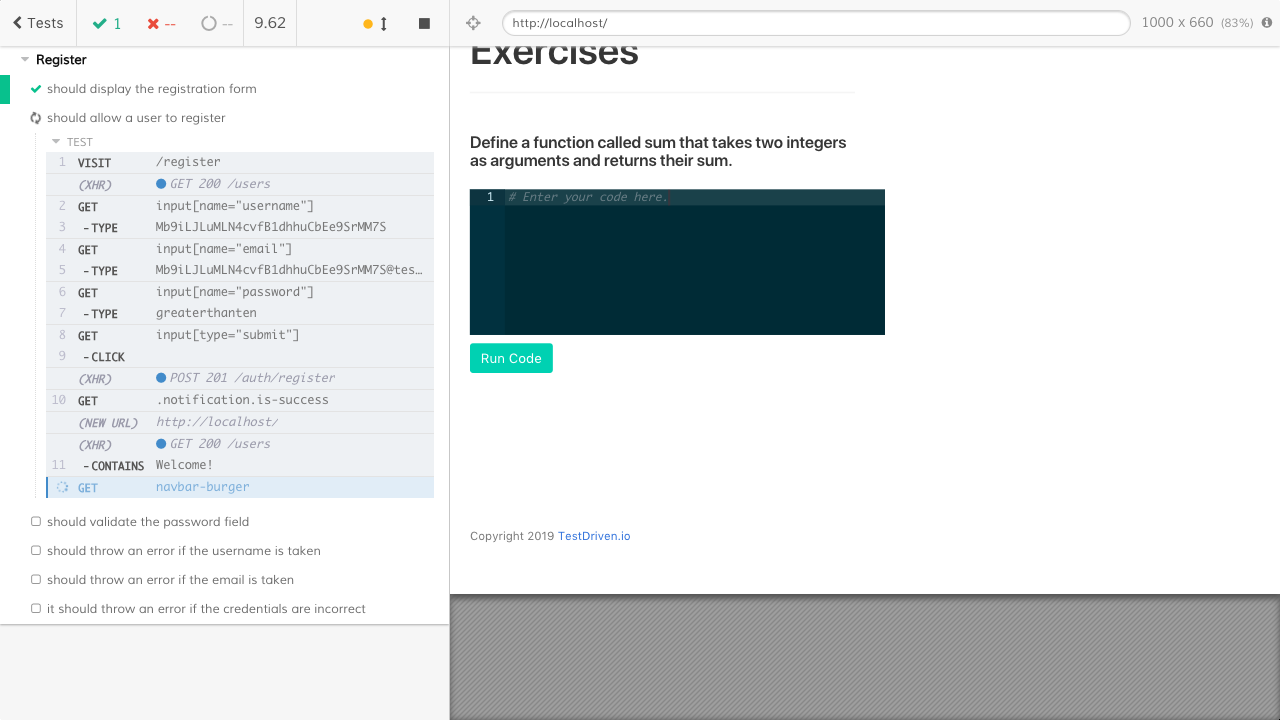 Tests 1 -- -- 9.62
http://localhost/ 1000 x 660 (83%)
Register
should display the registration form
should allow a user to register
TEST
1 VISIT /register
(XHR) GET 200 /users
2 GET input[name="username"]
3 -TYPE Mb9iLJLuMLN4cvfB1dhhuCbEe9SrMM7S
4 GET input[name="email"]
5 -TYPE Mb9iLJLuMLN4cvfB1dhhuCbEe9SrMM7S@tes…
6 GET input[name="password"]
7 -TYPE greaterthanten
8 GET input[type="submit"]
9 -CLICK
(XHR) POST 201 /auth/register
10 GET .notification.is-success
(NEW URL) http://localhost/
(XHR) GET 200 /users
11 -CONTAINS Welcome!
GET navbar-burger
should validate the password field
should throw an error if the username is taken
should throw an error if the email is taken
it should throw an error if the credentials are incorrect
Exercises
Define a function called sum that takes two integers
as arguments and returns their sum.
1 # Enter your code here.
Run Code
Copyright 2019 TestDriven.io